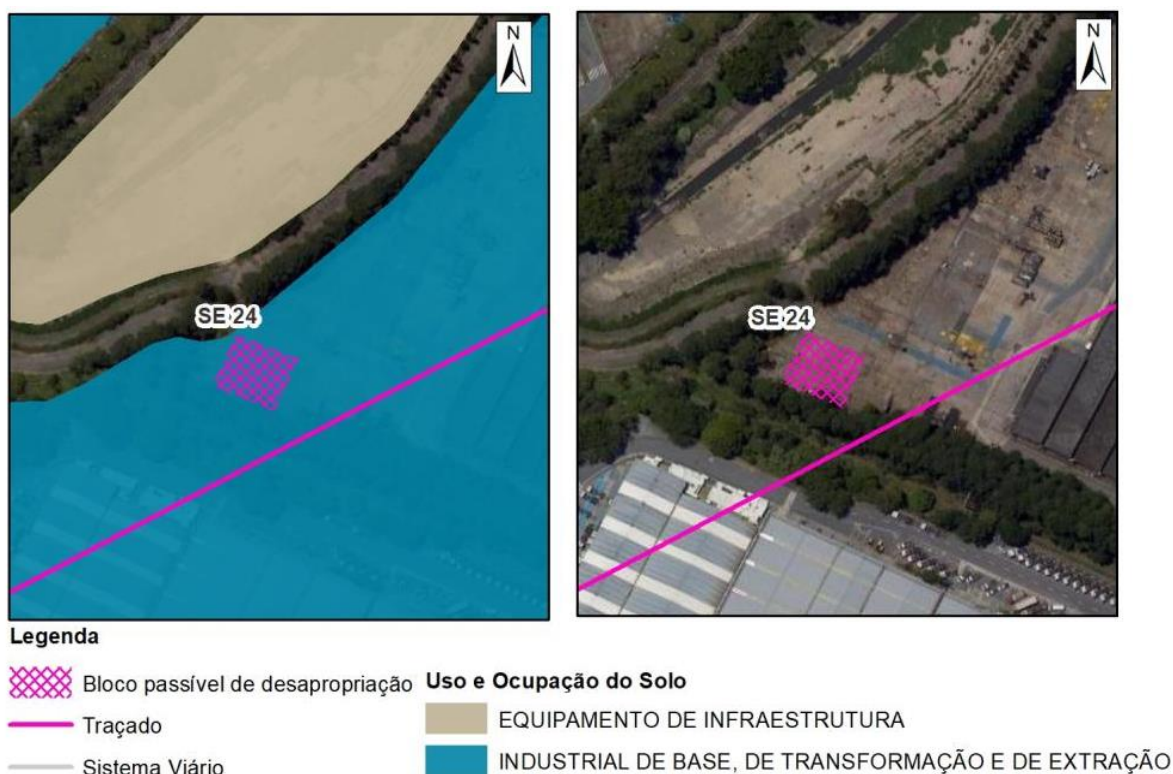 N
SE 24
N
SE 24
Legenda
Bloco passível de desapropriação
Traçado
Sistema Viário
Uso e Ocupação do Solo
EQUIPAMENTO DE INFRAESTRUTURA
INDUSTRIAL DE BASE, DE TRANSFORMAÇÃO E DE EXTRAÇÃO